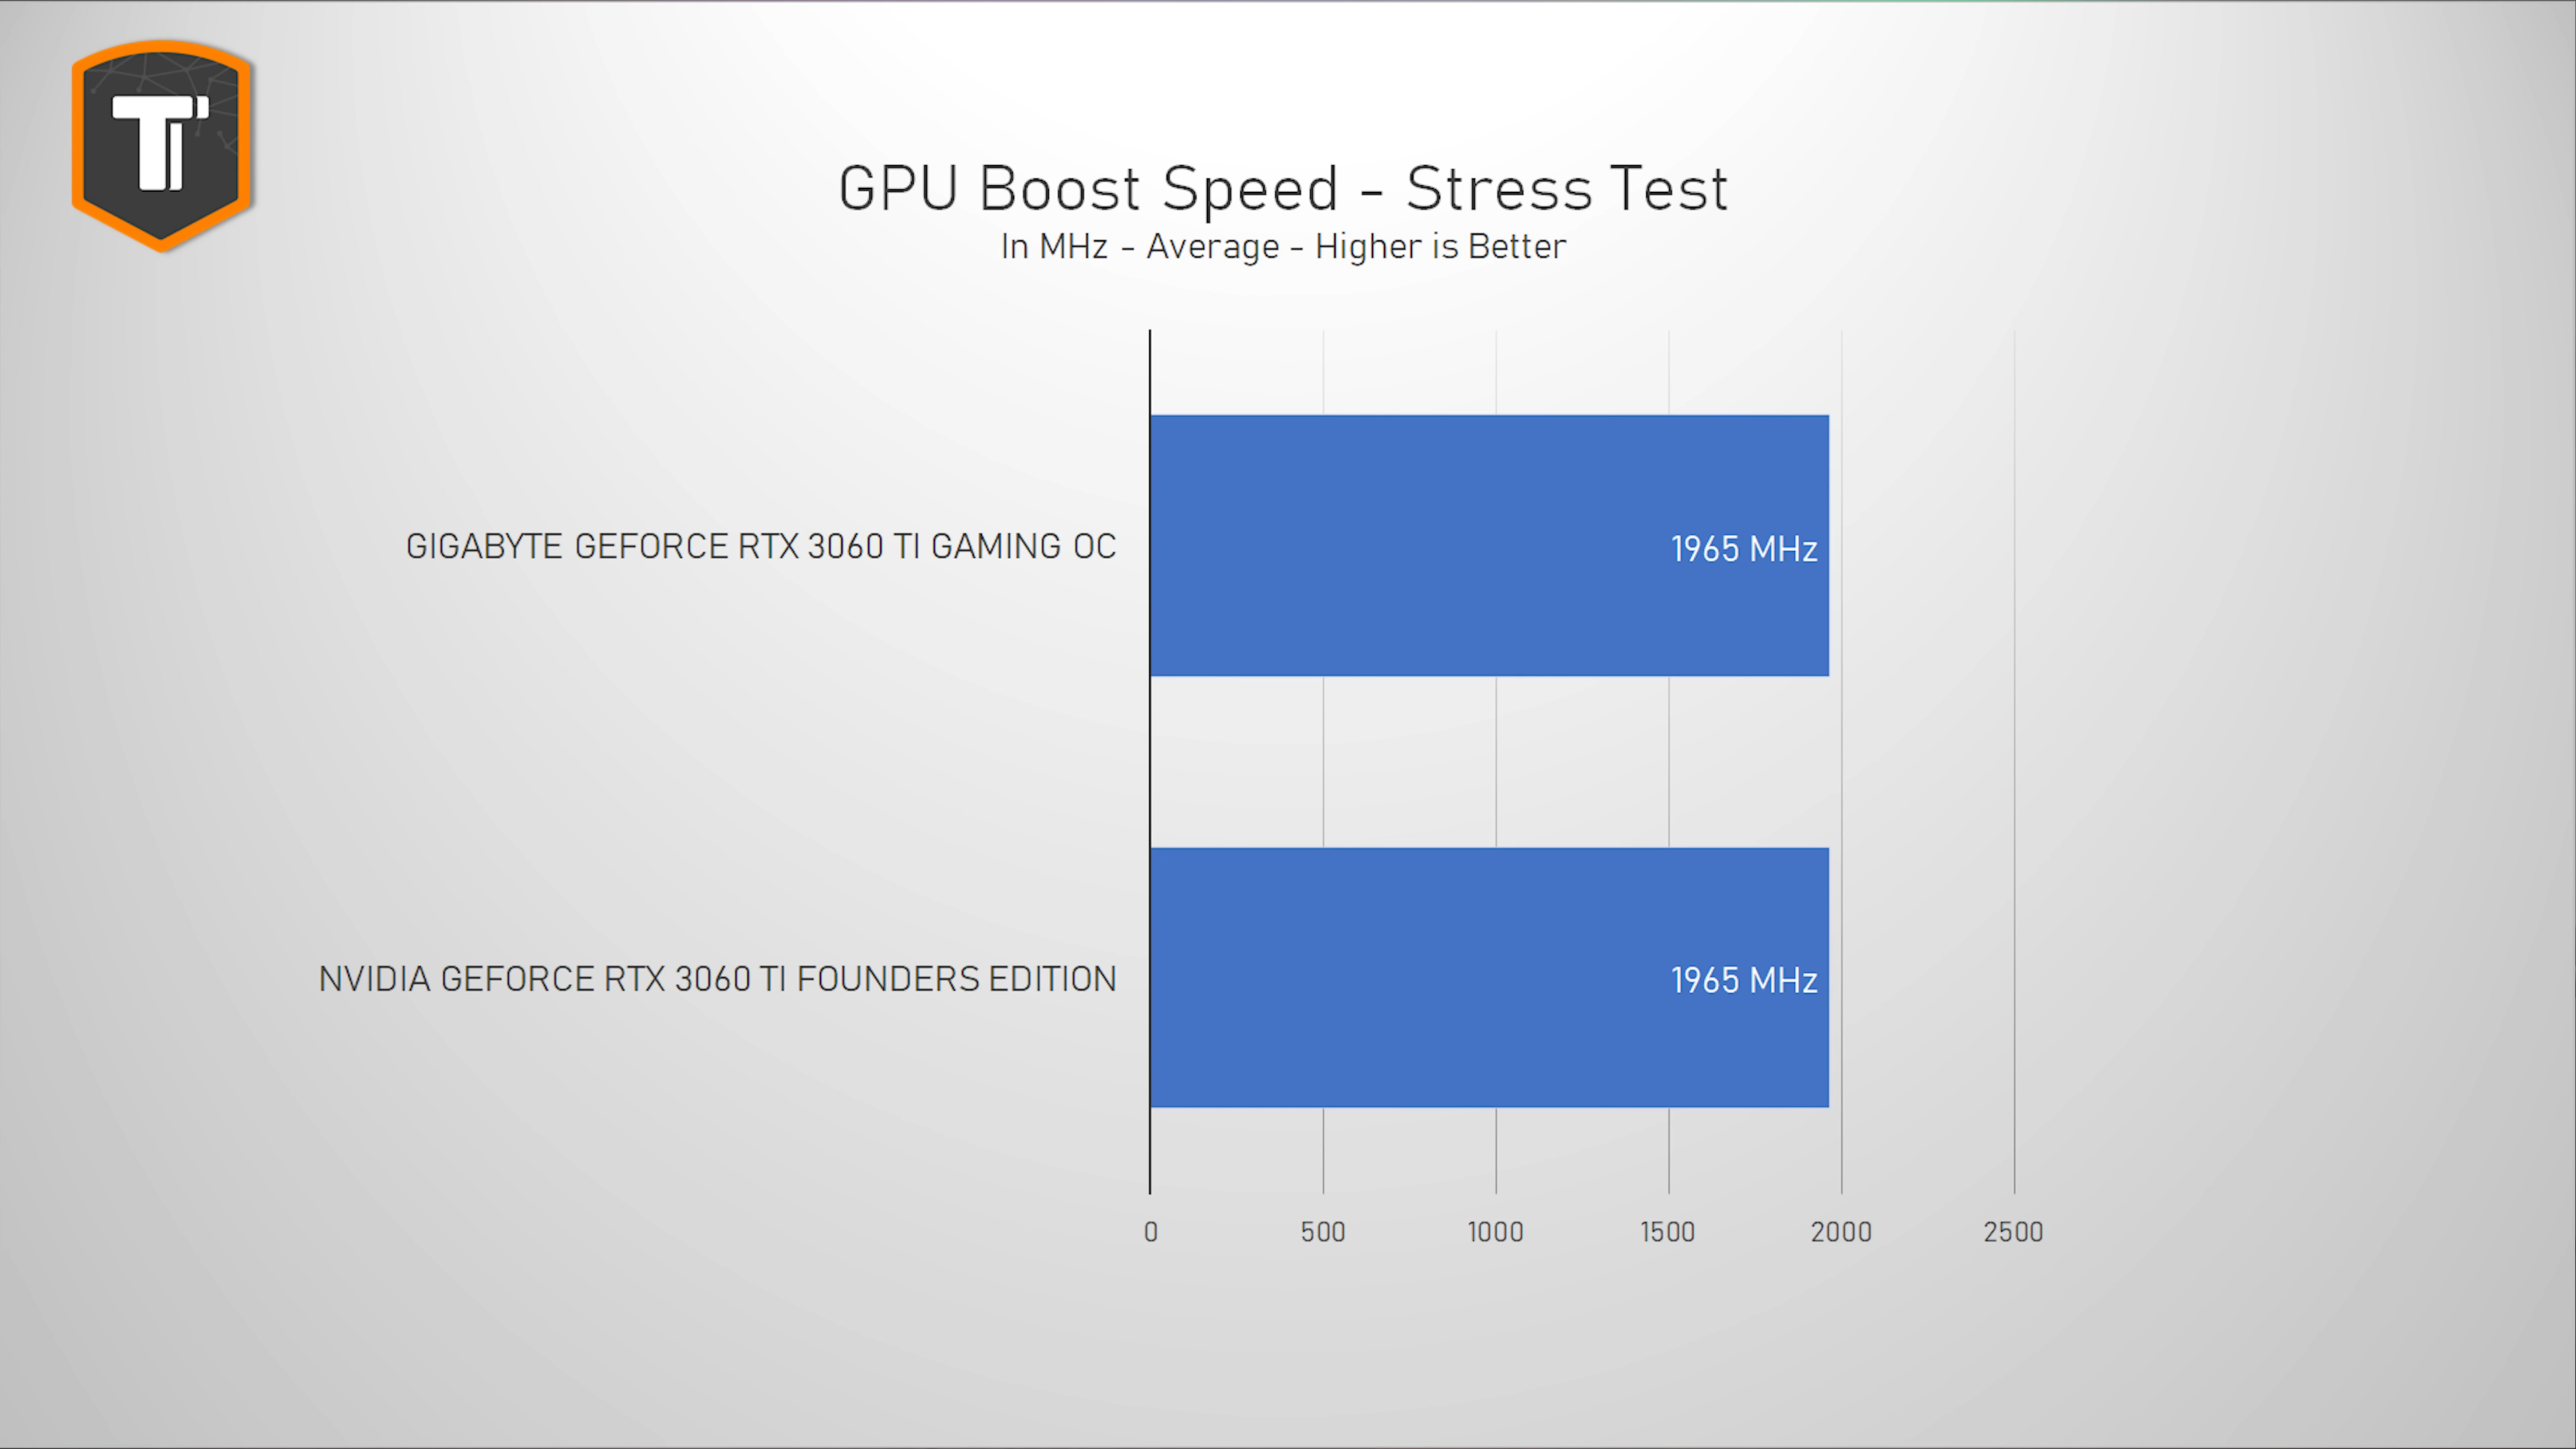 Ti
GPU Boost Speed - Stress Test
In MHz - Average - Higher is Better
GIGABYTE GEFORCE RTX 3060 TI GAMING OC
1965 MHz
NVIDIA GEFORCE RTX 3060 TI FOUNDERS EDITION
1965 MHz
0 500 1000 1500 2000 2500